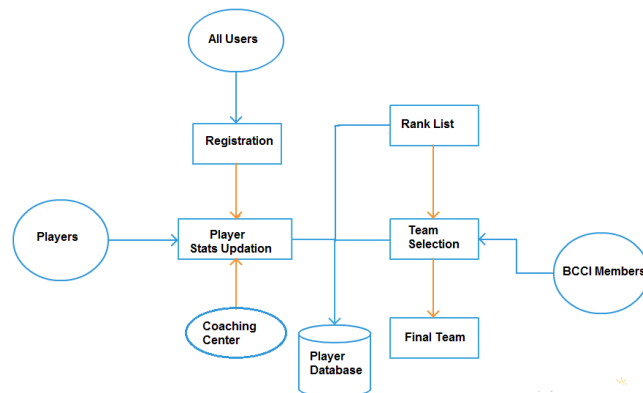 All Users
Registration
Rank List
Players
Player
Stats Updation
Team
Selection
BCCI Members
Coaching
Center
Player
Database
Final Team